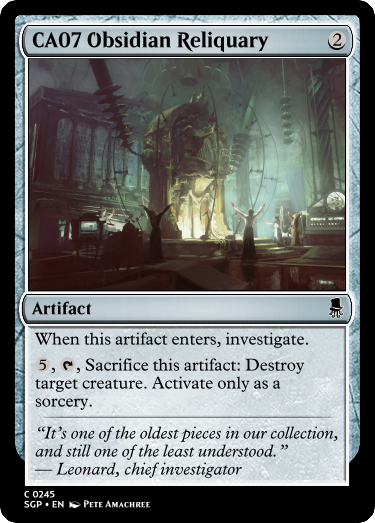 CA07 Obsidian Reliquary 2
Artifact
When this artifact enters, investigate.
5, T, Sacrifice this artifact: Destroy
target creature. Activate only as a
sorcery.
“It’s one of the oldest pieces in our collection,
and still one of the least understood.”
— Leonard, chief investigator
C 0245
SGP • EN Pete Amachree